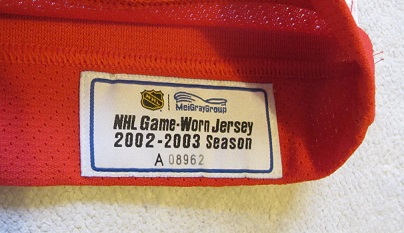 NHL MeiGrayGroup
NHL Game-Worn Jersey
2002-2003 Season
A 08962